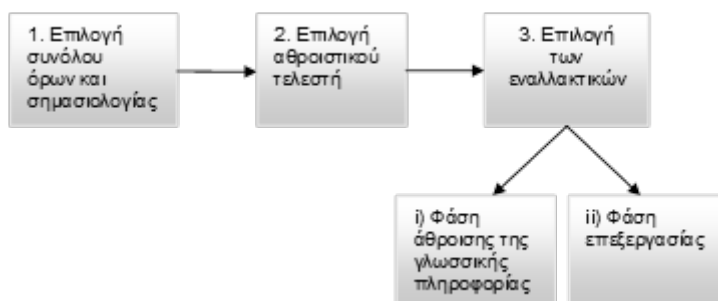 1. Επιλογή
συνόλου
όρων και
σημασιολογίας
2. Επιλογή
αθροιστικού
τελεστή
3. Επιλογή
των
εναλλακτικών
i) Φάση
άθροισης της
γλωσσικής
πληροφορίας
ii) Φάση
επεξεργασίας